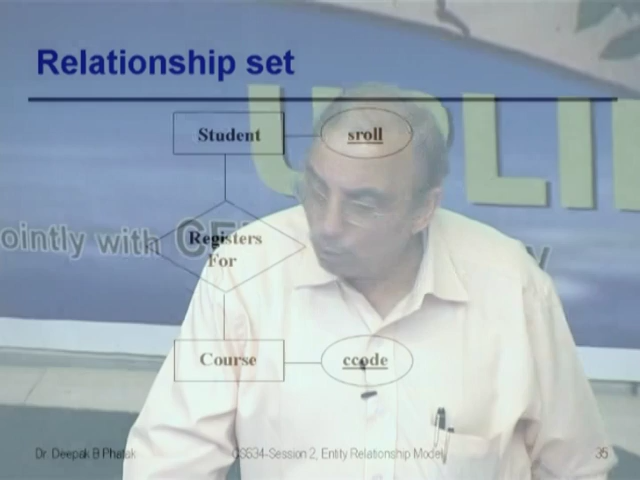 Relationship set
Student
sroll
ointly with
Registers
For
Course
ccode
Dr. Deepak B Phatak
CS634-Session 2, Entity Relationship Model
35